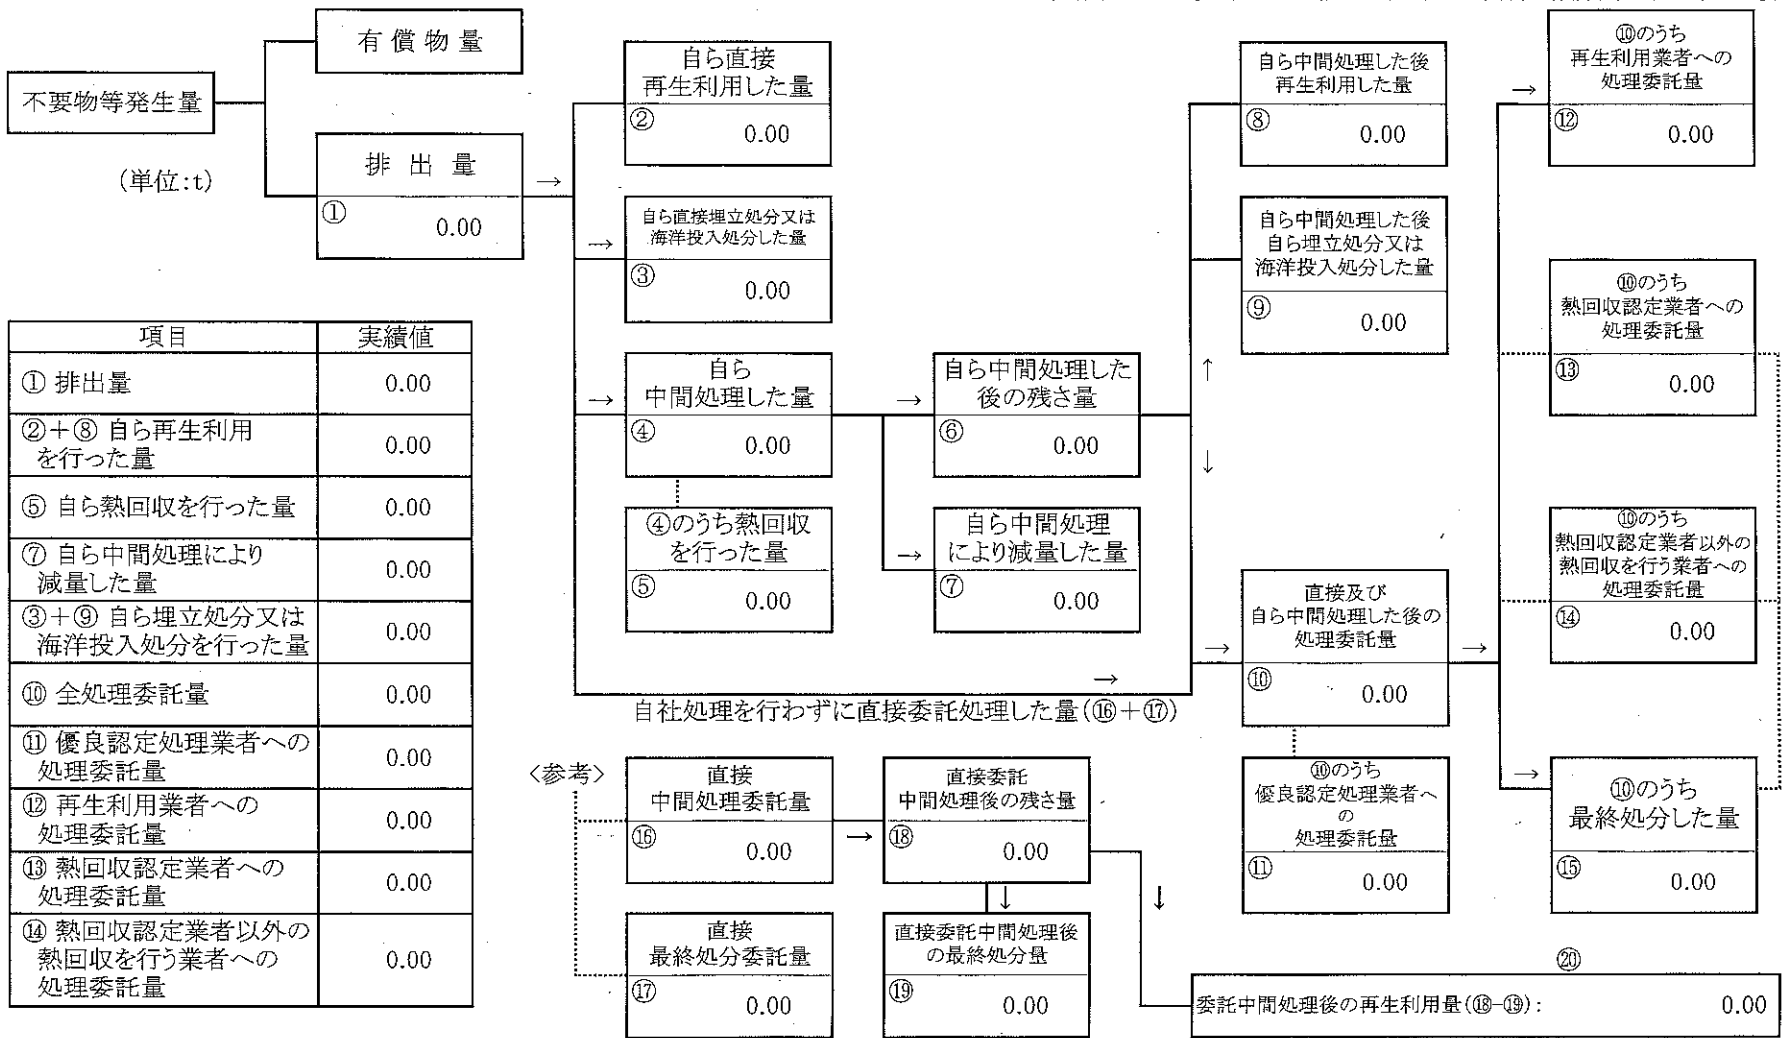 有償物量
不要物等発生量
(単位:t)
排出量
①
0.00
→
自ら直接
再生利用した量
②
0.00
→
自ら直接埋立処分又は
海洋投入処分した量
③
0.00
→
自ら
中間処理した量
④
0.00
④のうち熱回収
を行った量
⑤
0.00
→
自ら中間処理した
後の残さ量
⑥
0.00
→
自ら中間処理
により減量した量
⑦
0.00
自ら中間処理した後
再生利用した量
⑧
0.00
自ら中間処理した後
自ら埋立処分又は
海洋投入処分した量
⑨
0.00
↑
↓
→
直接及び
自ら中間処理した後の
処理委託量
⑩
0.00
→
⑩のうち
優良認定処理業者へ
の
処理委託量
⑪
0.00
→
⑩のうち
再生利用業者への
処理委託量
⑫
0.00
⑩のうち
熱回収認定業者への
処理委託量
⑬
0.00
⑩のうち
熱回収認定業者以外の
熱回収を行う業者への
処理委託量
⑭
0.00
→
⑩のうち
最終処分した量
⑮
0.00
→
自社処理を行わずに直接委託処理した量(⑯+⑰)
〈参考〉
直接
中間処理委託量
⑯
0.00
→
直接委託
中間処理後の残さ量
⑱
0.00
↓
↓
直接
最終処分委託量
⑰
0.00
直接委託中間処理後
の最終処分量
⑲
0.00
⑳
委託中間処理後の再生利用量(⑱-⑲): 0.00
項目 実績値
① 排出量 0.00
②+⑧ 自ら再生利用
を行った量 0.00
⑤ 自ら熱回収を行った量 0.00
⑦ 自ら中間処理により
減量した量 0.00
③+⑨ 自ら埋立処分又は
海洋投入処分を行った量 0.00
⑩ 全処理委託量 0.00
⑪ 優良認定処理業者への
処理委託量 0.00
⑫ 再生利用業者への
処理委託量 0.00
⑬ 熱回収認定業者への
処理委託量 0.00
⑭ 熱回収認定業者以外の
熱回収を行う業者への
処理委託量 0.00